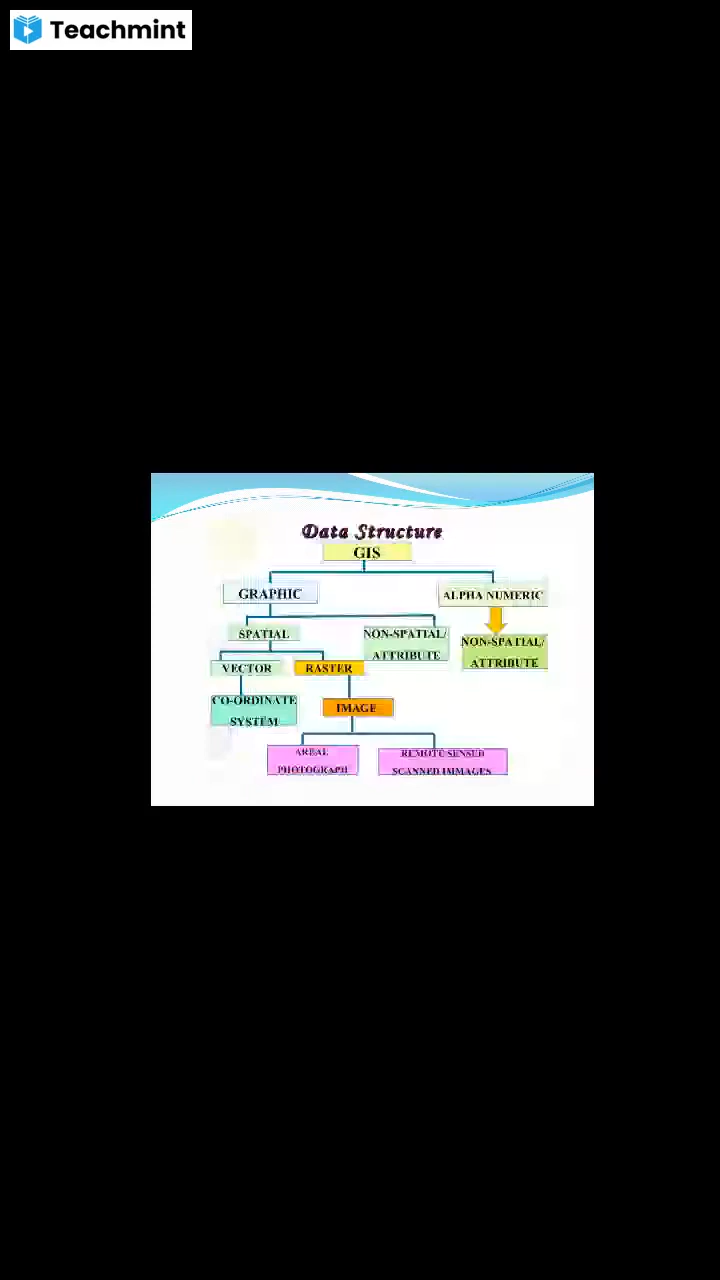 Teachmint
Data Structure
GIS
GRAPHIC
ALPHA NUMERIC
SPATIAL
NON-SPATIAL/
ATTRIBUTE
NON-SPATIAL/
ATTRIBUTE
VECTOR
RASTER
CO-ORDINATE
SYSTEM
IMAGE
AREAL
PHOTOGRAPH
REMOTE SENSED
SCANNED IMMAGES